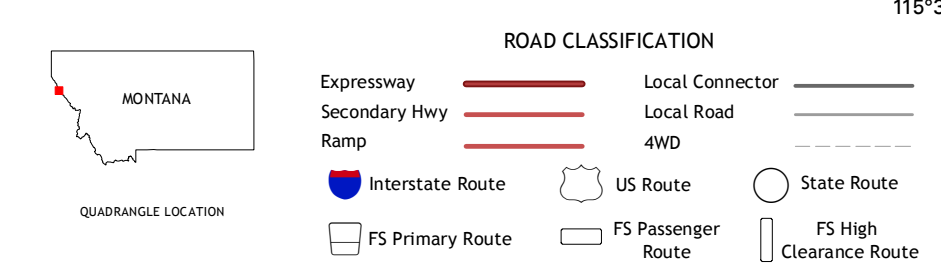 115°3
ROAD CLASSIFICATION
MONTANA
QUADRANGLE LOCATION
Expressway
Local Connector
Secondary Hwy
Local Road
Ramp
4WD
Interstate Route
US Route
State Route
FS Primary Route
FS Passenger
Route
FS High
Clearance Route